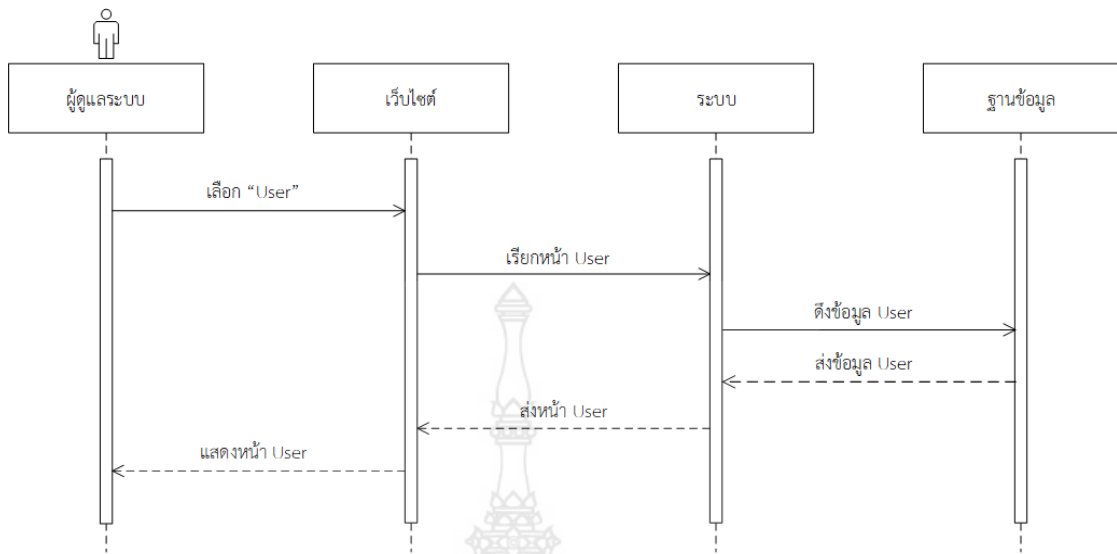 ผู้ดูแลระบบ
เว็บไซต์
ระบบ
ฐานข้อมูล
เลือก “User”
เรียกหน้า User
ดึงข้อมูล User
ส่งข้อมูล User
ส่งหน้า User
แสดงหน้า User